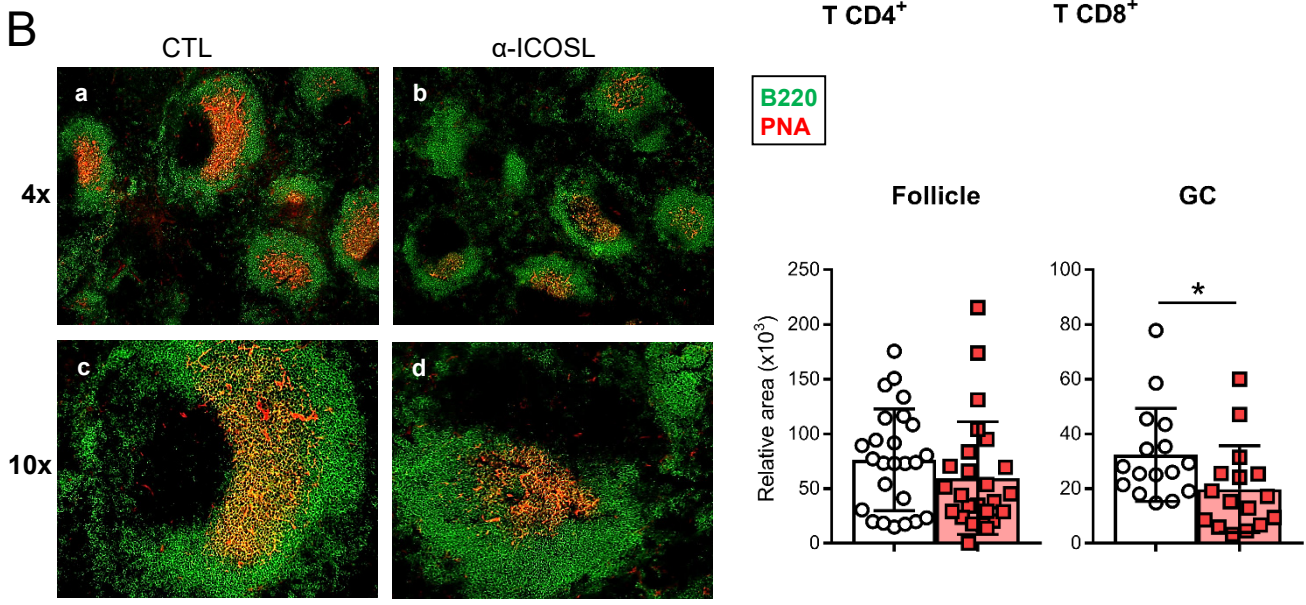 B
T CD4+
T CD8+
CTL
α-ICOSL
a
b
4x
c
d
10x
B220
PNA
Follicle
GC
Relative area (x10³)
250
200
150
100
50
0
100
80
60
40
20
0
*